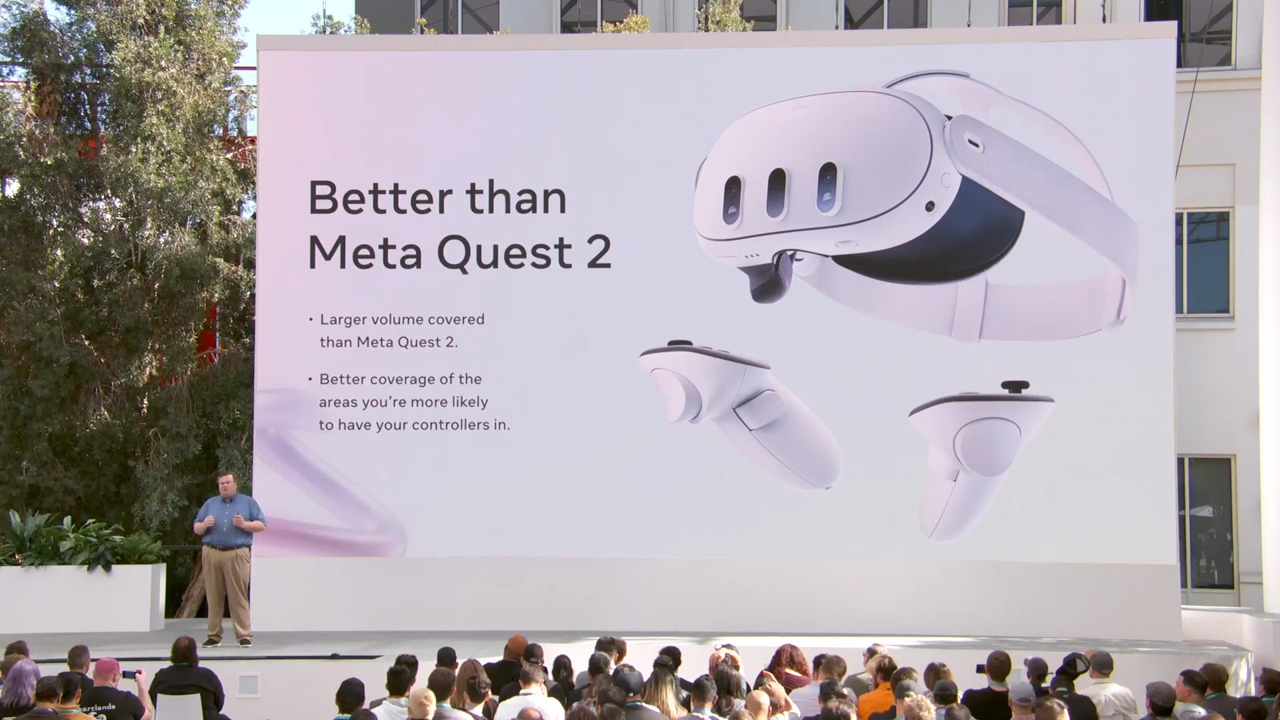 Better than
Meta Quest 2
• Larger volume covered
than Meta Quest 2.
• Better coverage of the
areas you're more likely
to have your controllers in.